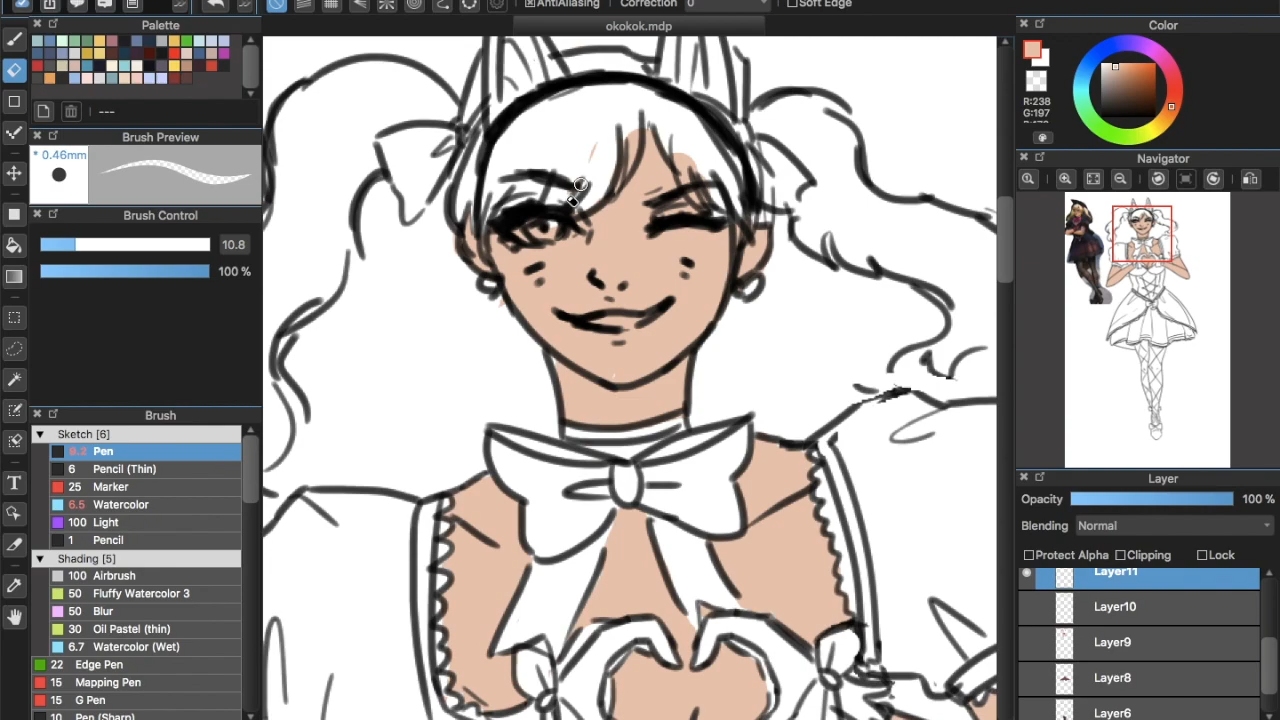 AntiAliasing
Correction
0
Soft Edge
okokok.mdp
Palette
---
Brush Preview
* 0.46mm
Brush Control
10.8
100 %
Brush
Sketch [6]
Pen
6 Pencil (Thin)
25 Marker
6.5 Watercolor
100 Light
1 Pencil
Shading [5]
100 Airbrush
50 Fluffy Watercolor 3
50 Blur
30 Oil Pastel (thin)
6.7 Watercolor (Wet)
22 Edge Pen
15 Mapping Pen
15 G Pen
10 Pen (Sharp)
Color
R:238
G:197
Navigator
Layer
Opacity 100 %
Blending Normal
Protect Alpha Clipping Lock
Layer11
Layer10
Layer9
Layer8
Layer6